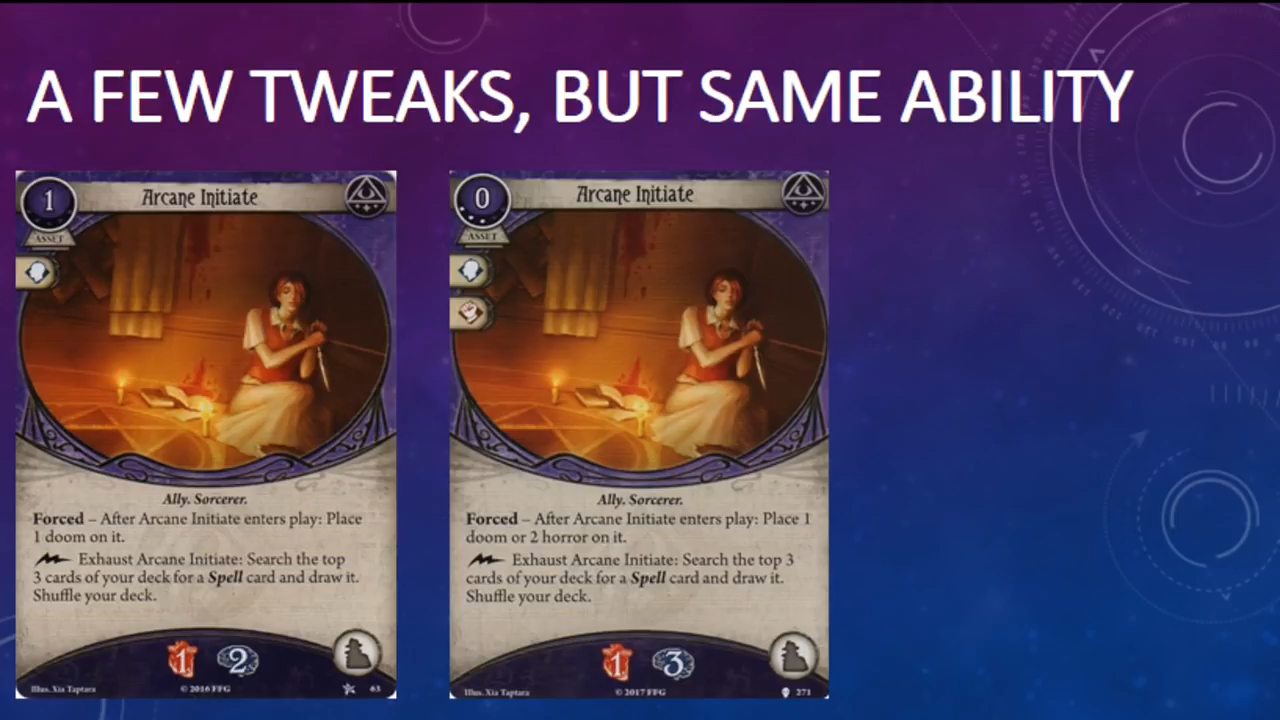 A FEW TWEAKS, BUT SAME ABILITY
1
Arcane Initiate
ASSET
Ally. Sorcerer.
Forced – After Arcane Initiate enters play: Place
1 doom on it.
Exhaust Arcane Initiate: Search the top
3 cards of your deck for a Spell card and draw it.
Shuffle your deck.
1 2
Illus. Xia Taptara © 2016 FFG 63
0
Arcane Initiate
ASSET
Ally. Sorcerer.
Forced – After Arcane Initiate enters play: Place 1
doom or 2 horror on it.
Exhaust Arcane Initiate: Search the top 3
cards of your deck for a Spell card and draw it.
Shuffle your deck.
1 3
Illus. Xia Taptara © 2017 FFG 271